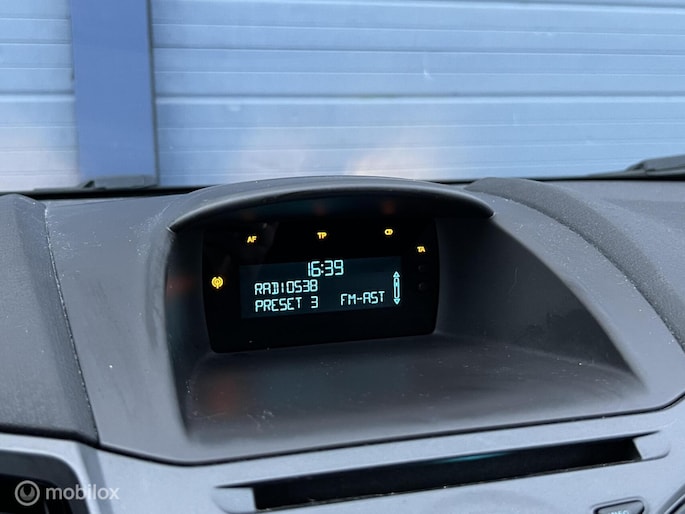 AF TP CD TA
16:39
RADIO538
PRESET 3 FM-AST
mobilox